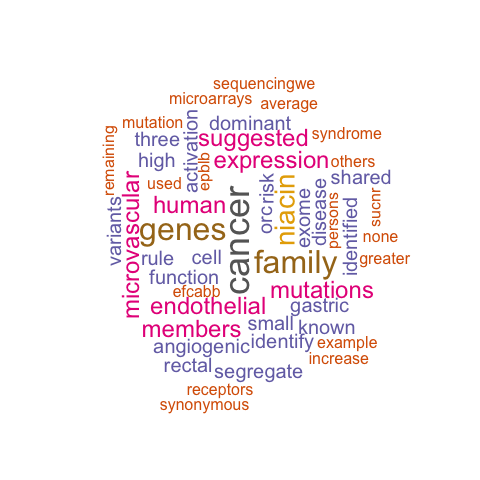 sequencingwe
microarrays
average
mutation
activation
dominant
remaining
three
suggested
syndrome
high
epblb
expression
others
microvascular
used
cancer
risk
niacin
shared
variants
human
orc
exome
disease
persons
identified
sucnr
genes
none
rule
cell
family
greater
function
efcabb
mutations
endothelial
gastric
members
small
known
angiogenic
identify
example
rectal
segregate
increase
receptors
synonymous